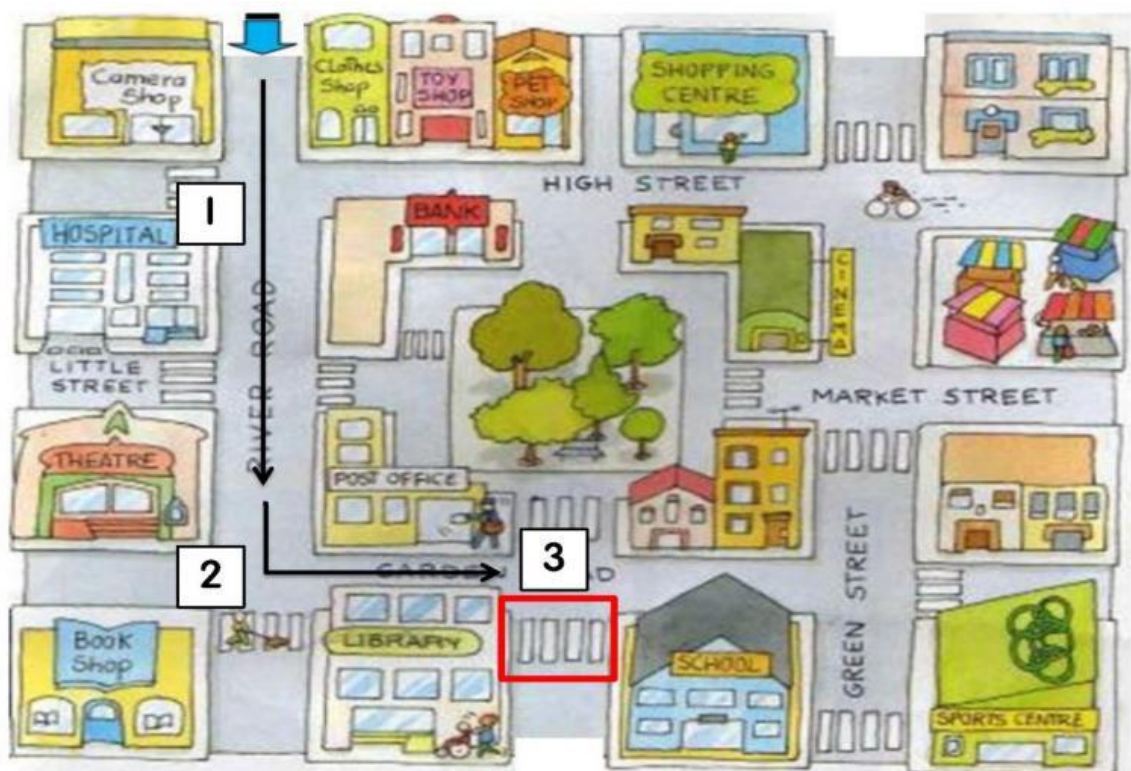 Camera
Shop
Clothes
Shop
TOY
SHOP
PET
SHOP
SHOPPING
CENTRE
HIGH STREET
1
HOSPITAL
BANK
CINEMA
RIVER ROAD
LITTLE
STREET
MARKET STREET
THEATRE
POST OFFICE
GREEN STREET
2
3
GARDEN
Book
Shop
LIBRARY
SCHOOL
SPORTS CENTRE